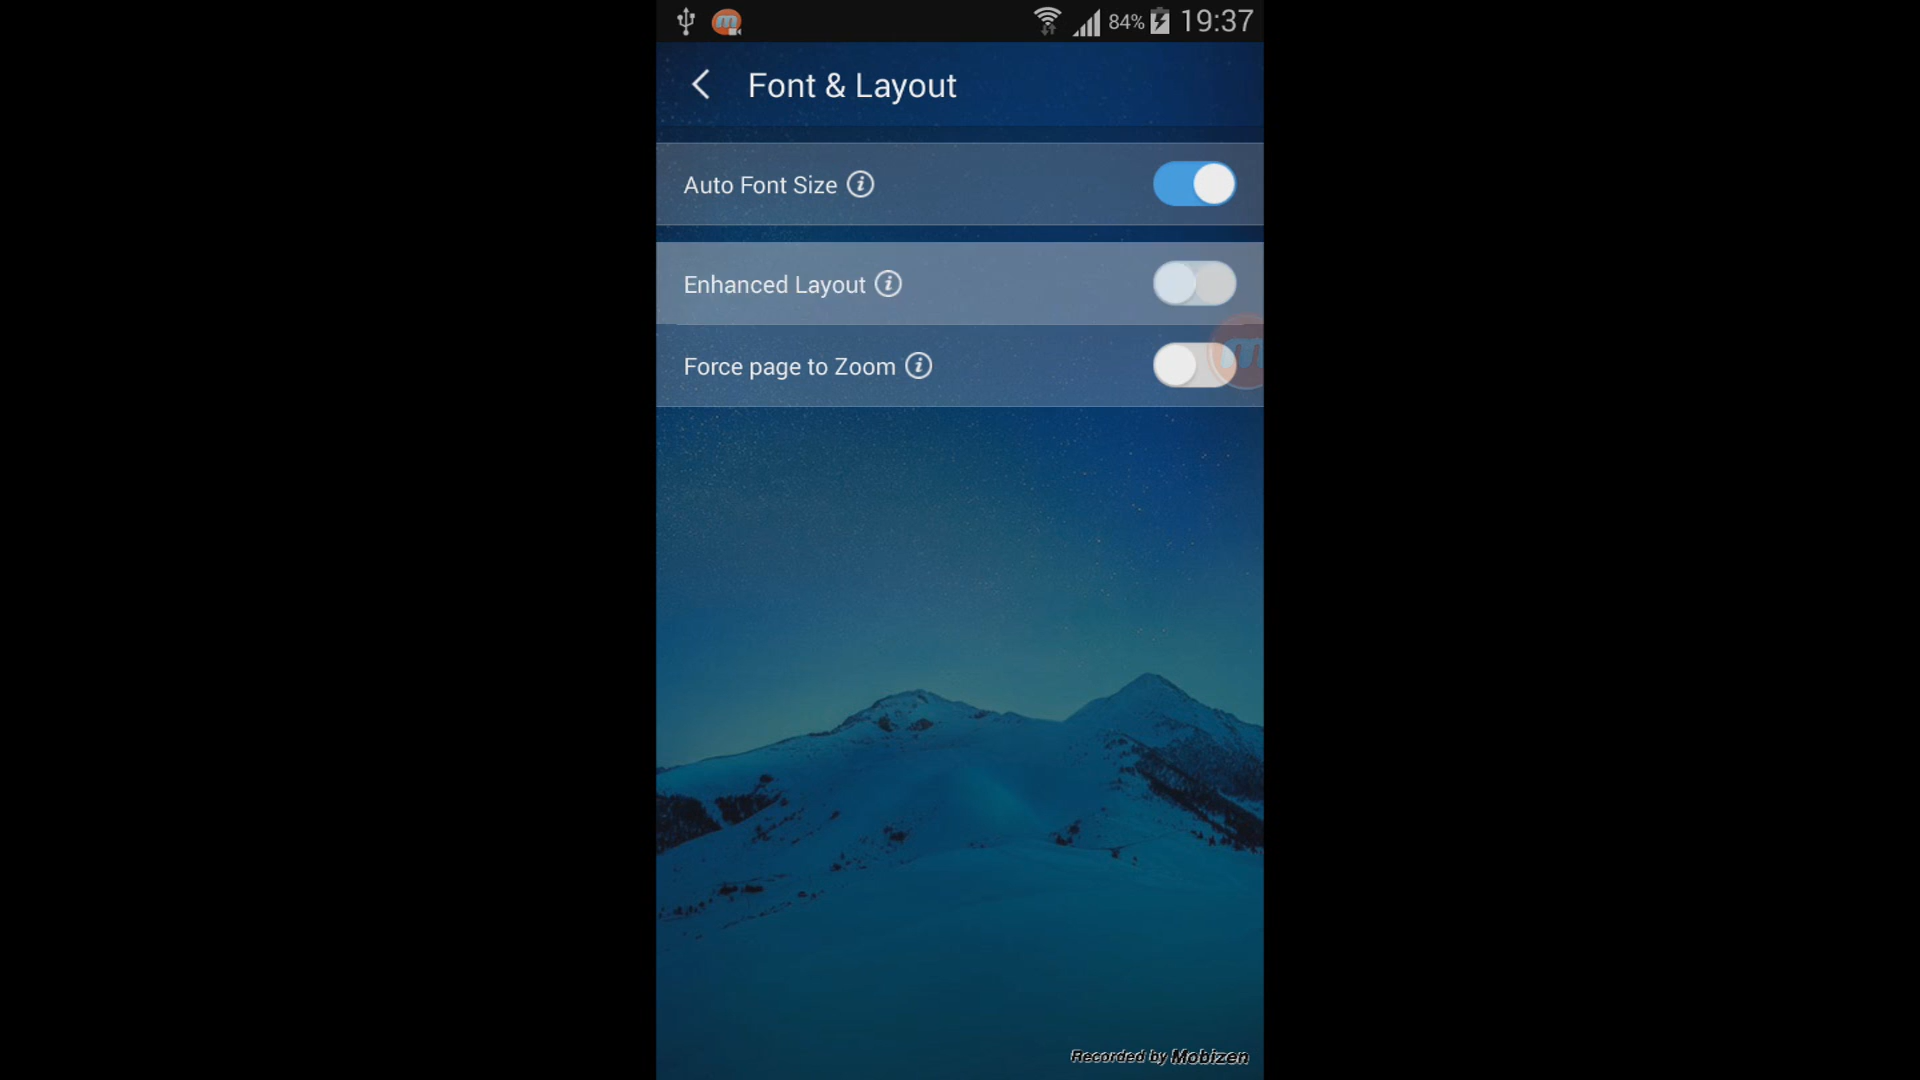 84% 19:37
Font & Layout
Auto Font Size
Enhanced Layout
Force page to Zoom
Recorded by Mobizen